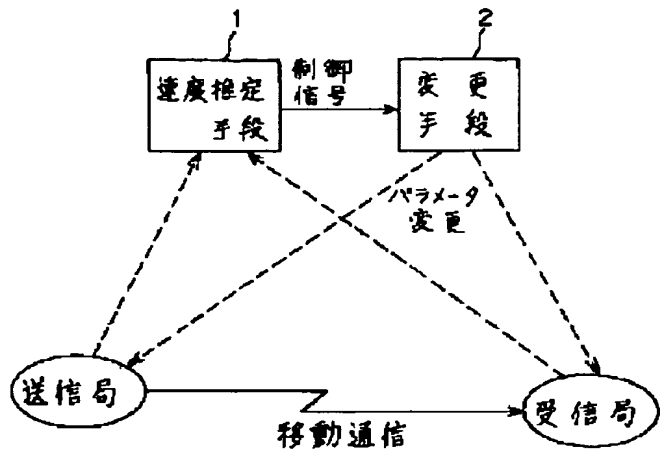 1
2
速度推定
手段
制御
信号
変更
手段
パラメータ
変更
送信局
受信局
移動通信